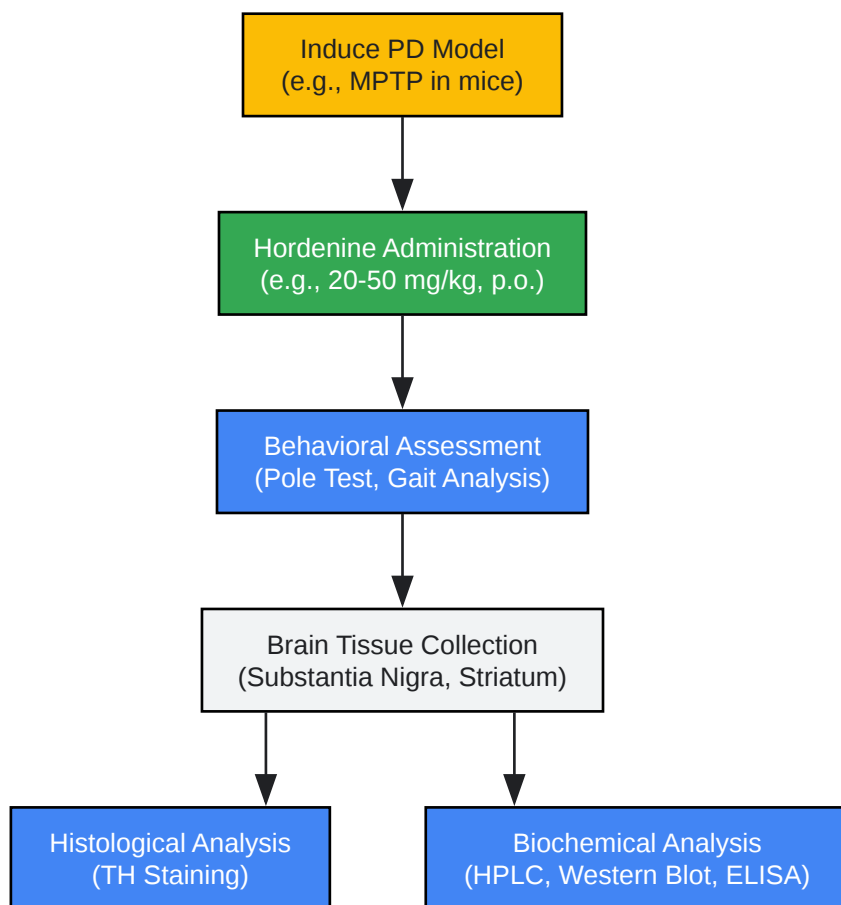 Induce PD Model
(e.g., MPTP in mice)
Hordenine Administration
(e.g., 20-50 mg/kg, p.o.)
Behavioral Assessment
(Pole Test, Gait Analysis)
Brain Tissue Collection
(Substantia Nigra, Striatum)
Histological Analysis
(TH Staining)
Biochemical Analysis
(HPLC, Western Blot, ELISA)